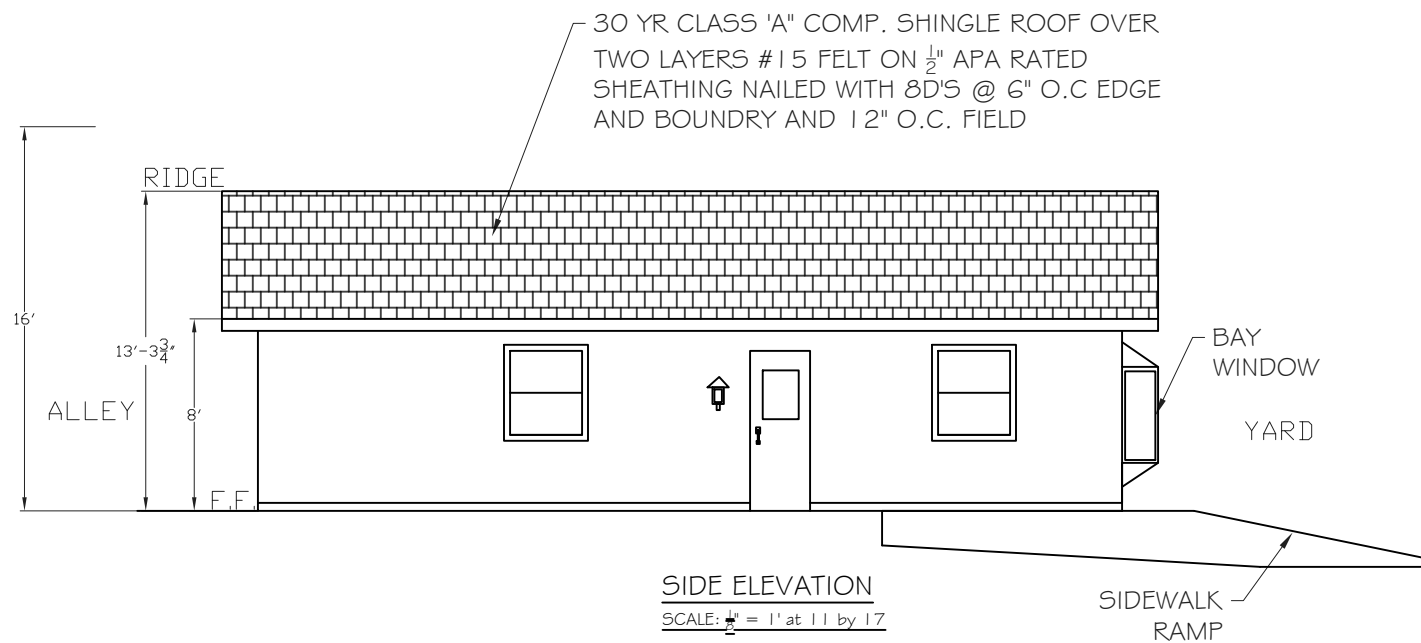 30 YR CLASS 'A" COMP. SHINGLE ROOF OVER
TWO LAYERS #15 FELT ON 1/2" APA RATED
SHEATHING NAILED WITH 8D'S @ 6" O.C EDGE
AND BOUNDRY AND 12" O.C. FIELD
RIDGE
16'
13'-3 3/4"
BAY
WINDOW
ALLEY
8'
YARD
F.F.
SIDE ELEVATION
SCALE: 1/8" = 1' at 11 by 17
SIDEWALK
RAMP